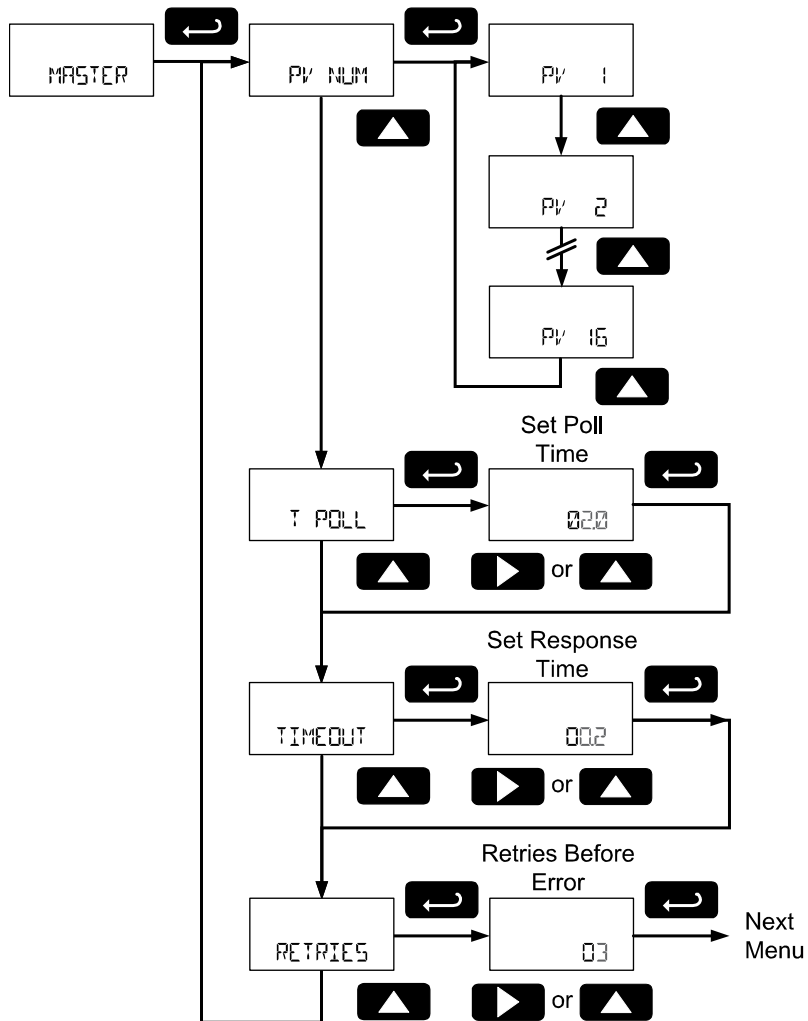 MASTER
PV NUM
PV 1
PV 2
PV 16
Set Poll
Time
T POLL
02.0
or
Set Response
Time
TIMEOUT
00.2
or
Retries Before
Error
RETRIES
03
Next
Menu
or